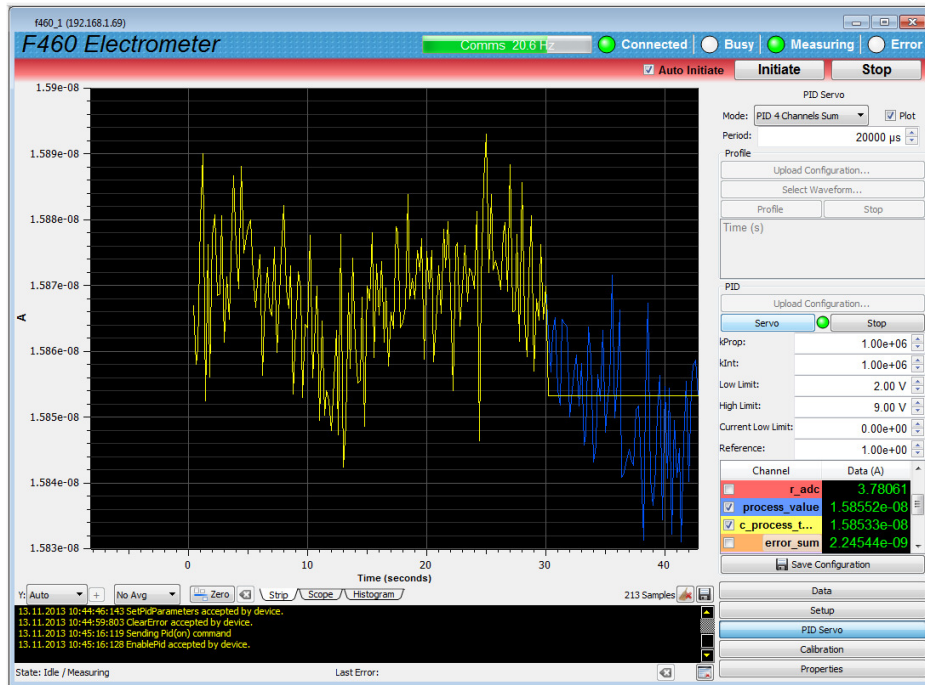 f460_1 (192.168.1.69)
F460 Electrometer
Comms 20.6 Hz
Connected
Busy
Measuring
Error
Auto Initiate
Initiate
Stop
1.59e-08
1.589e-08
1.588e-08
1.587e-08
1.586e-08
1.585e-08
1.584e-08
1.583e-08
A
0
10
20
30
40
Time (seconds)
PID Servo
Mode: PID 4 Channels Sum
Plot
Period: 20000 µs
Profile
Upload Configuration...
Select Waveform...
Profile
Stop
Time (s)
PID
Upload Configuration...
Servo
Stop
kProp: 1.00e+06
kInt: 1.00e+06
Low Limit: 2.00 V
High Limit: 9.00 V
Current Low Limit: 0.00e+00
Reference: 1.00e+00
Channel Data (A)
r_adc 3.78061
process_value 1.58552e-08
c_process_t... 1.58533e-08
error_sum 2.24544e-09
Save Configuration
Y: Auto
+
No Avg
Zero
Strip
Scope
Histogram
213 Samples
13.11.2013 10:44:46:143 SetPidParameters accepted by device.
13.11.2013 10:44:59:803 ClearError accepted by device.
13.11.2013 10:45:16:119 Sending Pid(on) command
13.11.2013 10:45:16:128 EnablePid accepted by device.
Data
Setup
PID Servo
Calibration
Properties
State: Idle / Measuring
Last Error: